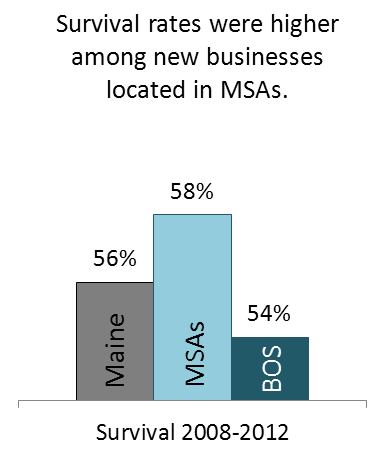 Survival rates were higher
among new businesses
located in MSAs.
58%
56%
54%
Maine
MSAs
BOS
Survival 2008-2012